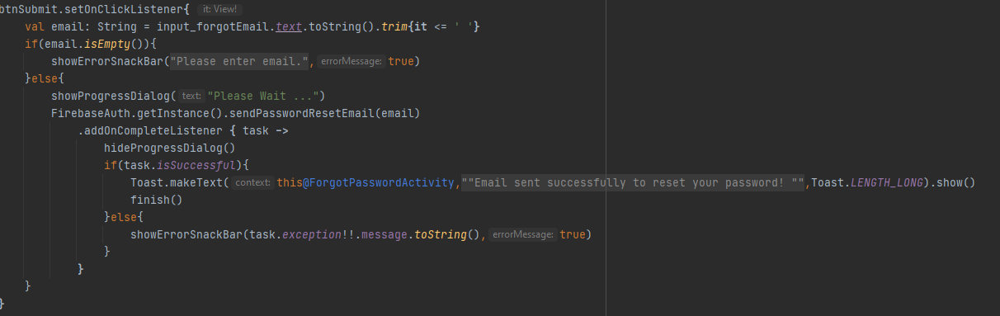 btnSubmit.setOnClickListener{ it: View!
val email: String = input_forgotEmail.text.toString().trim{it <= ' '}
if(email.isEmpty()){
showErrorSnackBar("Please enter email.", errorMessage: true)
}else{
showProgressDialog( text: "Please Wait ...")
FirebaseAuth.getInstance().sendPasswordResetEmail(email)
.addOnCompleteListener { task ->
hideProgressDialog()
if(task.isSuccessful){
Toast.makeText( context: this@ForgotPasswordActivity,""Email sent successfully to reset your password! "",Toast.LENGTH_LONG).show()
finish()
}else{
showErrorSnackBar(task.exception!!.message.toString(), errorMessage: true)
}
}
}
}